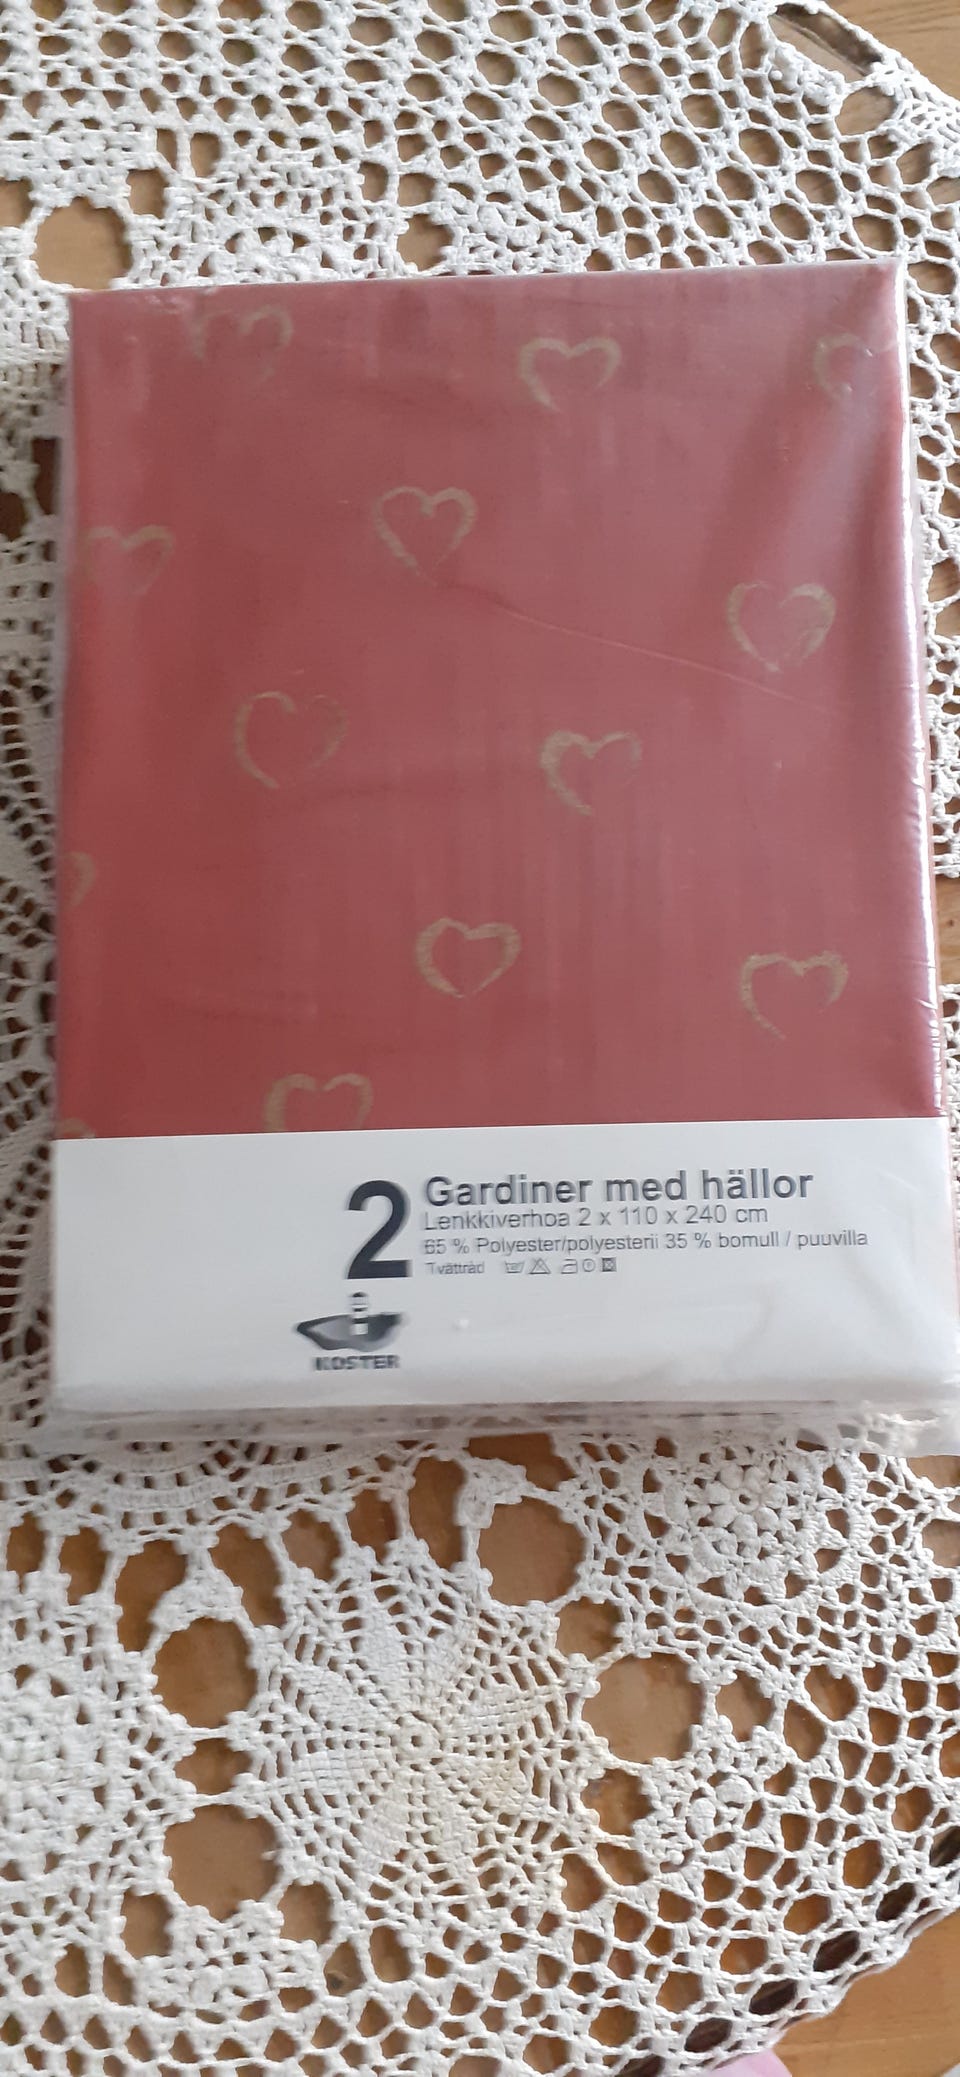 2
Gardiner med hällor
Lenkkiverhoa 2 x 110 x 240 cm
65 % Polyester/polyesterii 35 % bomull / puuvilla
Tvättråd
KOSTER